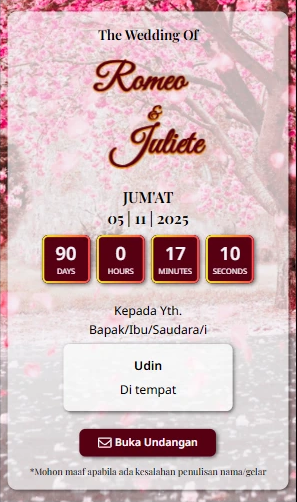 The Wedding Of
Romeo
&
Juliete
JUM'AT
05 | 11 | 2025
90 0 17 10
DAYS HOURS MINUTES SECONDS
Kepada Yth.
Bapak/Ibu/Saudara/i
Udin
Di tempat
Buka Undangan
*Mohon maaf apabila ada kesalahan penulisan nama/gelar